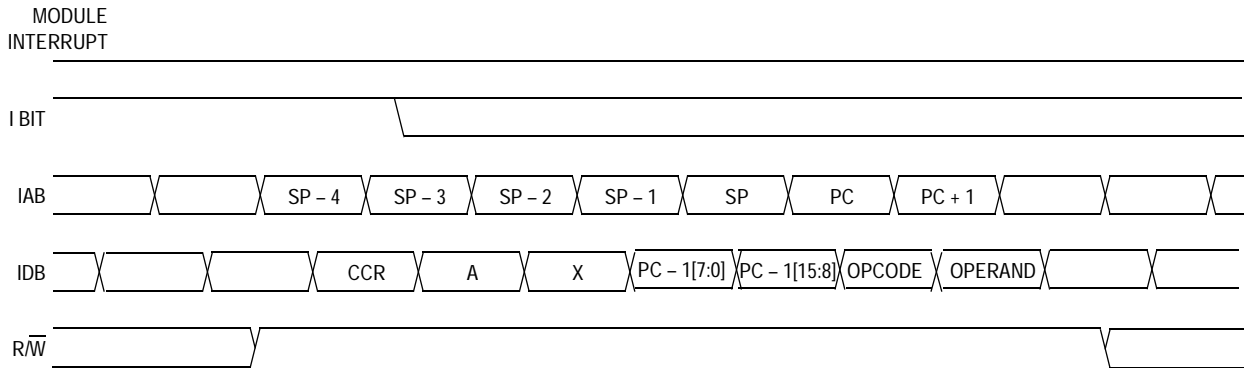 MODULE
INTERRUPT
I BIT
IAB SP – 4 SP – 3 SP – 2 SP – 1 SP PC PC + 1
IDB CCR A X PC – 1[7:0] PC – 1[15:8] OPCODE OPERAND
R/W̅